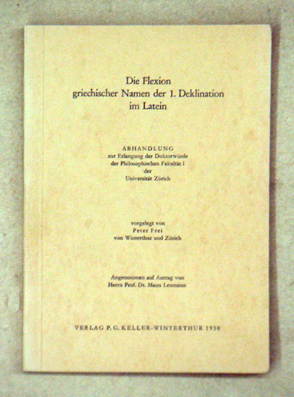 Die Flexion
griechischer Namen der 1. Deklination
im Latein
ABHANDLUNG
zur Erlangung der Doktorwürde
der Philosophischen Fakultät I
der
Universität Zürich
vorgelegt von
Peter Frei
von Winterthur und Zürich
Angenommen auf Antrag von
Herrn Prof. Dr. Manu Leumann
VERLAG P. G. KELLER-WINTERTHUR 1958